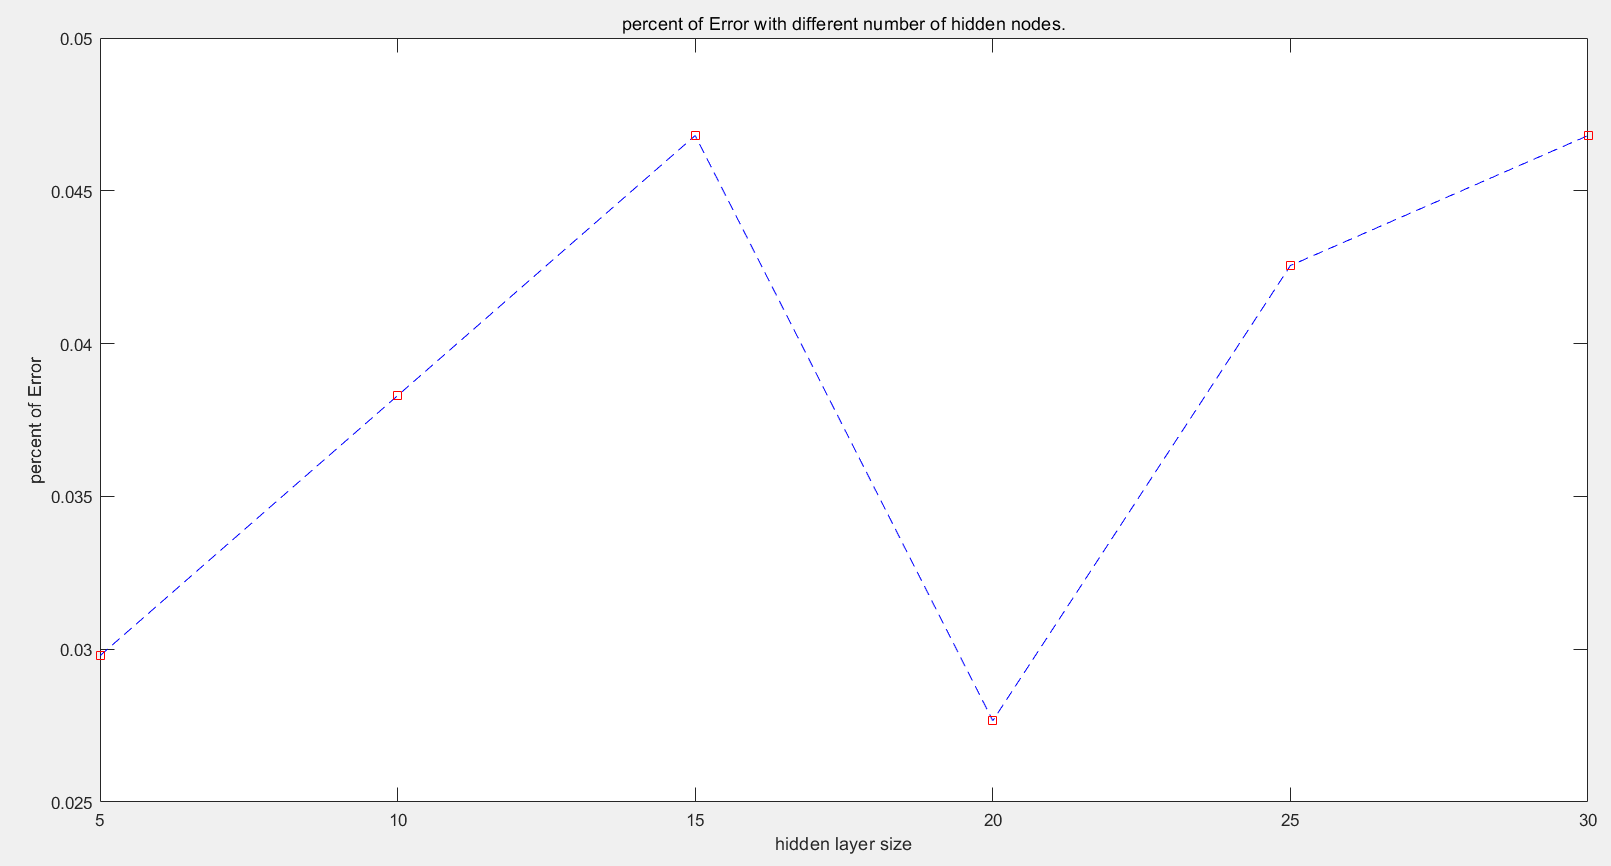 percent of Error with different number of hidden nodes.
0.05
0.045
0.04
0.035
0.03
0.025
percent of Error
5 10 15 20 25 30
hidden layer size